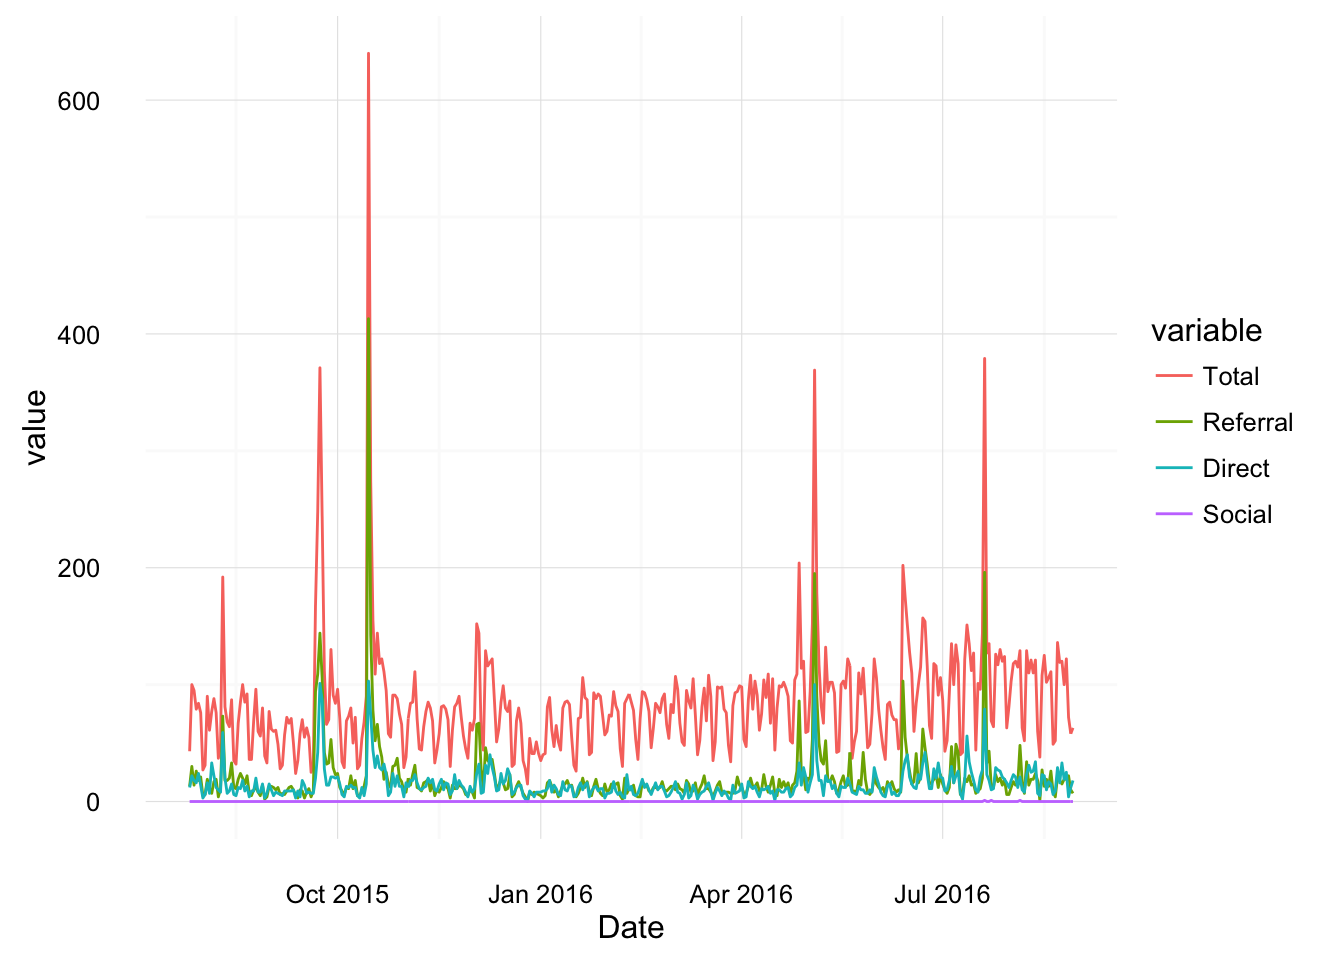 600
400
200
0
value
Oct 2015
Jan 2016
Apr 2016
Jul 2016
Date
variable
Total
Referral
Direct
Social